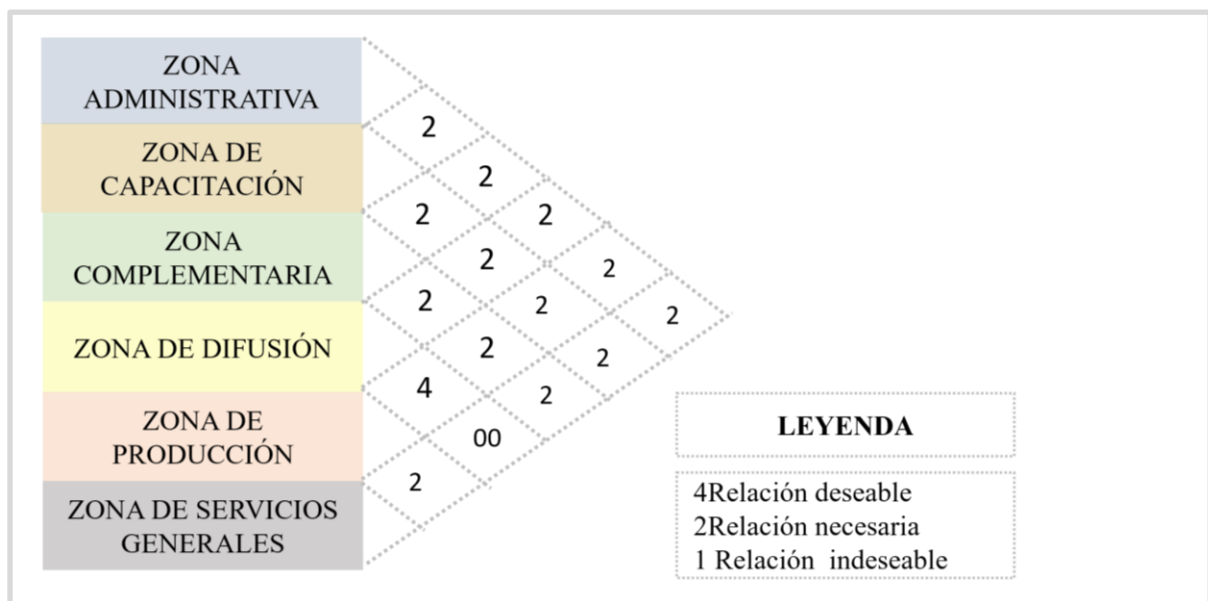 ZONA
ADMINISTRATIVA
ZONA DE
CAPACITACIÓN
ZONA
COMPLEMENTARIA
ZONA DE DIFUSIÓN
ZONA DE
PRODUCCIÓN
ZONA DE SERVICIOS
GENERALES
2
2
2
2
2
2
2
2
2
2
2
4
2
00
2
LEYENDA
4Relación deseable
2Relación necesaria
1 Relación indeseable